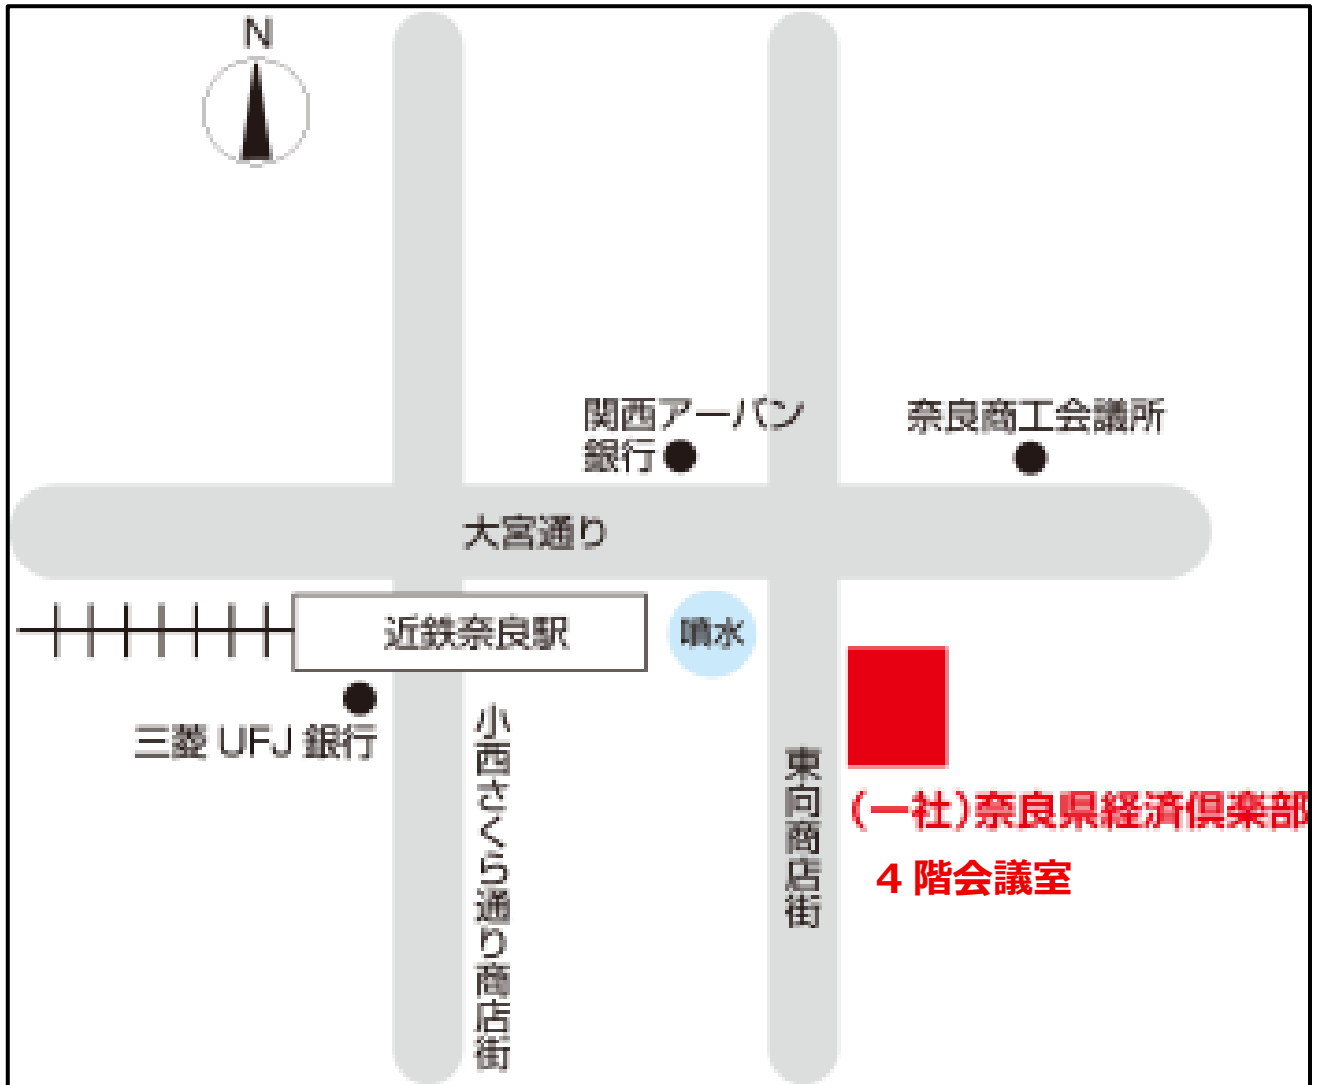 N
関西アーバン
銀行
奈良商工会議所
大宮通り
近鉄奈良駅
噴水
三菱 UFJ 銀行
小西さくら通り商店街
東向商店街
(一社)奈良県経済倶楽部
4 階会議室